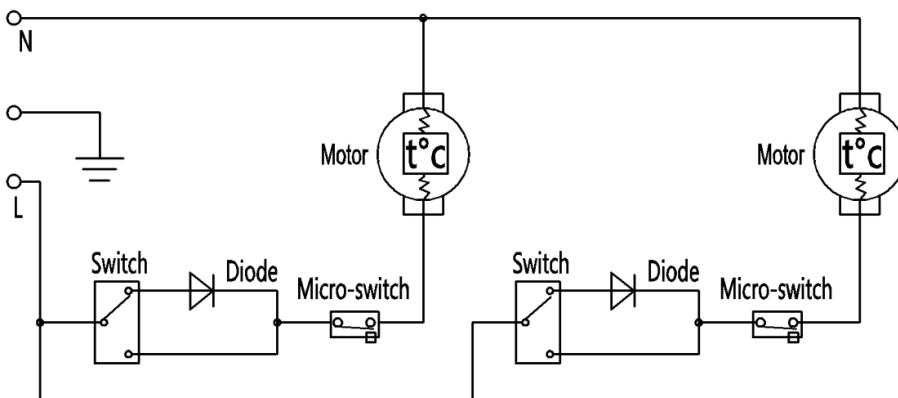 N
Motor
t°c
Motor
t°c
L
Switch
Diode
Micro-switch
Switch
Diode
Micro-switch